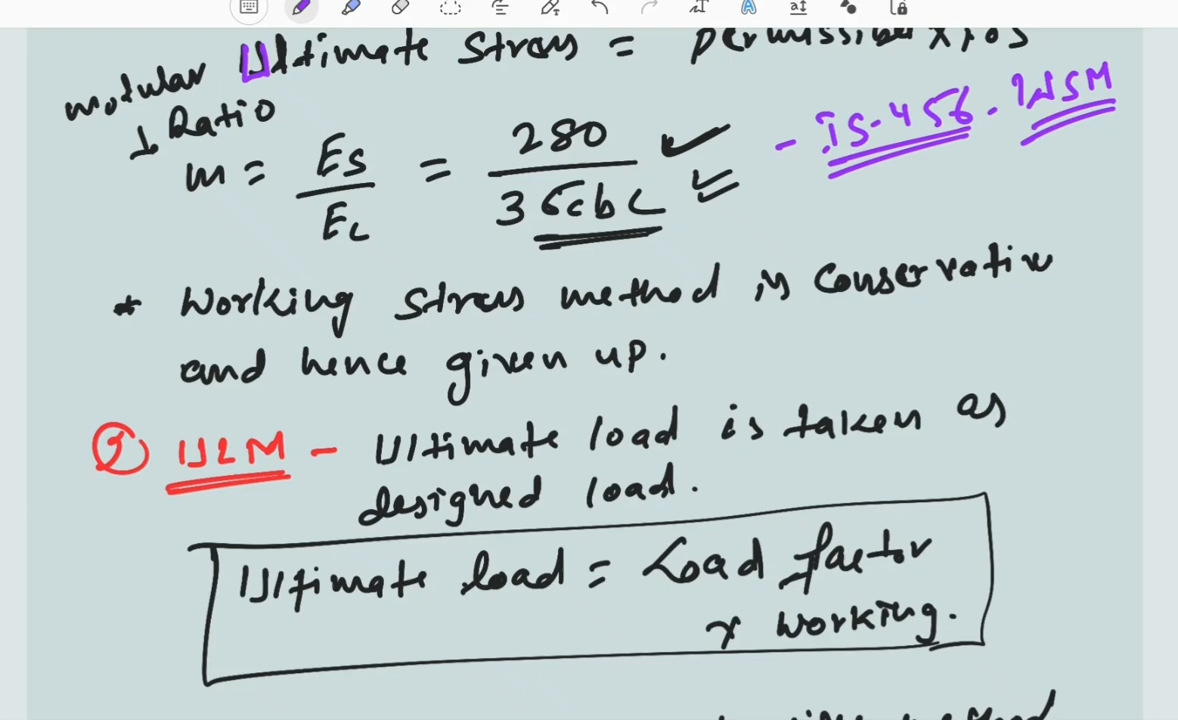 Ultimate Stress = Permissible x FOS
modular
↓ Ratio
m = Es/Ec = 280/3σcbc ✓ - IS-456. WSM
* Working stress method is conservative
and hence given up.
② ULM - Ultimate load is taken as
designed load.
Ultimate load = Load factor
x working.
method